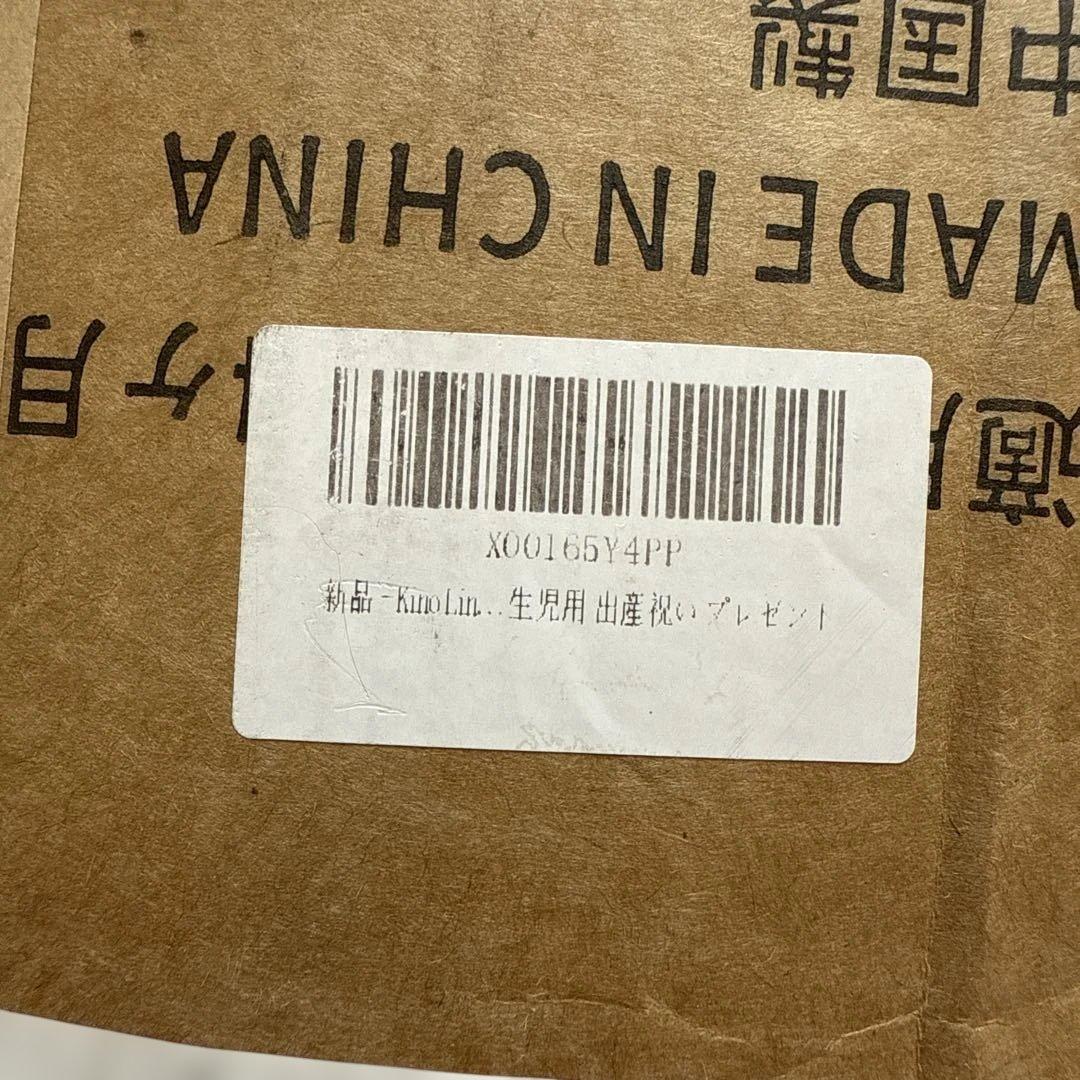 中国製
MADE IN CHINA
ケ月
X00165Y4PP
新品 -KinoLin... 生児用 出産祝い プレゼント